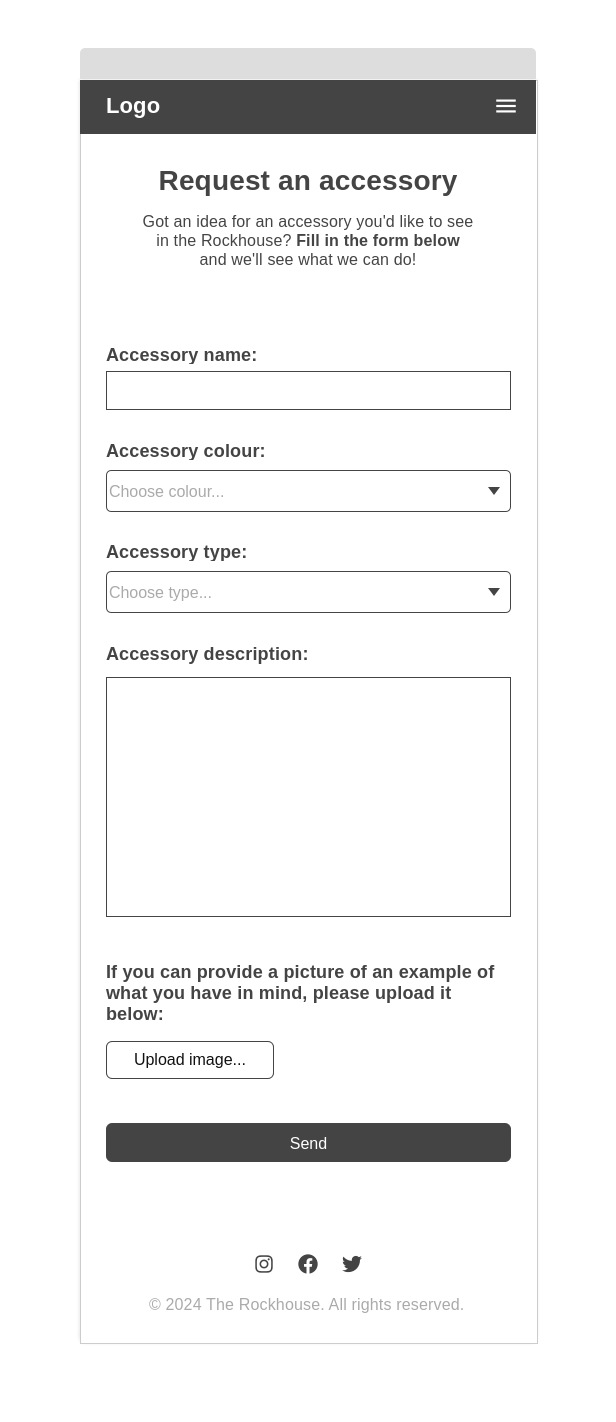 Logo
Request an accessory
Got an idea for an accessory you'd like to see
in the Rockhouse? Fill in the form below
and we'll see what we can do!
Accessory name:
Accessory colour:
Choose colour...
Accessory type:
Choose type...
Accessory description:
If you can provide a picture of an example of
what you have in mind, please upload it
below:
Upload image...
Send
© 2024 The Rockhouse. All rights reserved.